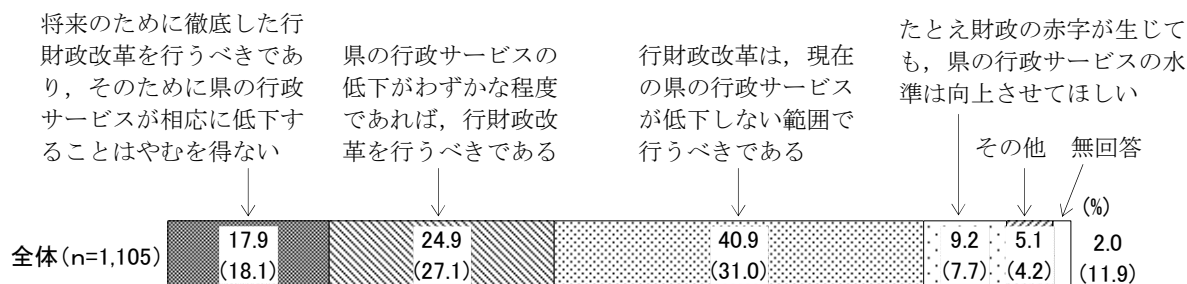 将来のために徹底した行
財政改革を行うべきであ
り，そのために県の行政
サービスが相応に低下す
ることはやむを得ない
県の行政サービスの
低下がわずかな程度
であれば，行財政改
革を行うべきである
行財政改革は，現在
の県の行政サービス
が低下しない範囲で
行うべきである
たとえ財政の赤字が生じて
も，県の行政サービスの水
準は向上させてほしい
その他
無回答
(%)
全体(n=1,105)
17.9
(18.1)
24.9
(27.1)
40.9
(31.0)
9.2
(7.7)
5.1
(4.2)
2.0
(11.9)